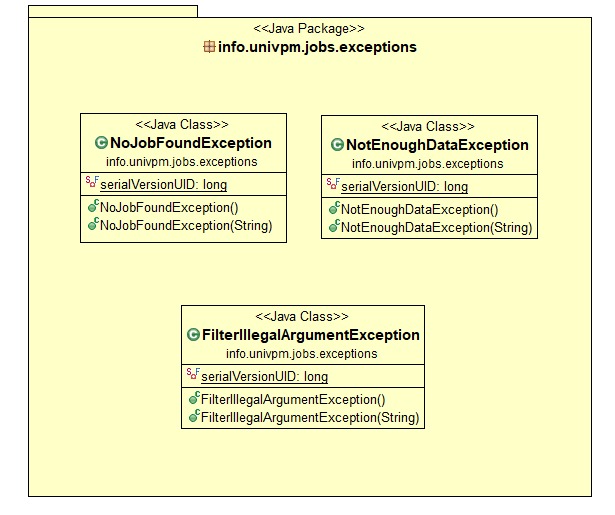 <<Java Package>>
info.univpm.jobs.exceptions
<<Java Class>>
NoJobFoundException
info.univpm.jobs.exceptions
serialVersionUID: long
NoJobFoundException()
NoJobFoundException(String)
<<Java Class>>
NotEnoughDataException
info.univpm.jobs.exceptions
serialVersionUID: long
NotEnoughDataException()
NotEnoughDataException(String)
<<Java Class>>
FilterIllegalArgumentException
info.univpm.jobs.exceptions
serialVersionUID: long
FilterIllegalArgumentException()
FilterIllegalArgumentException(String)